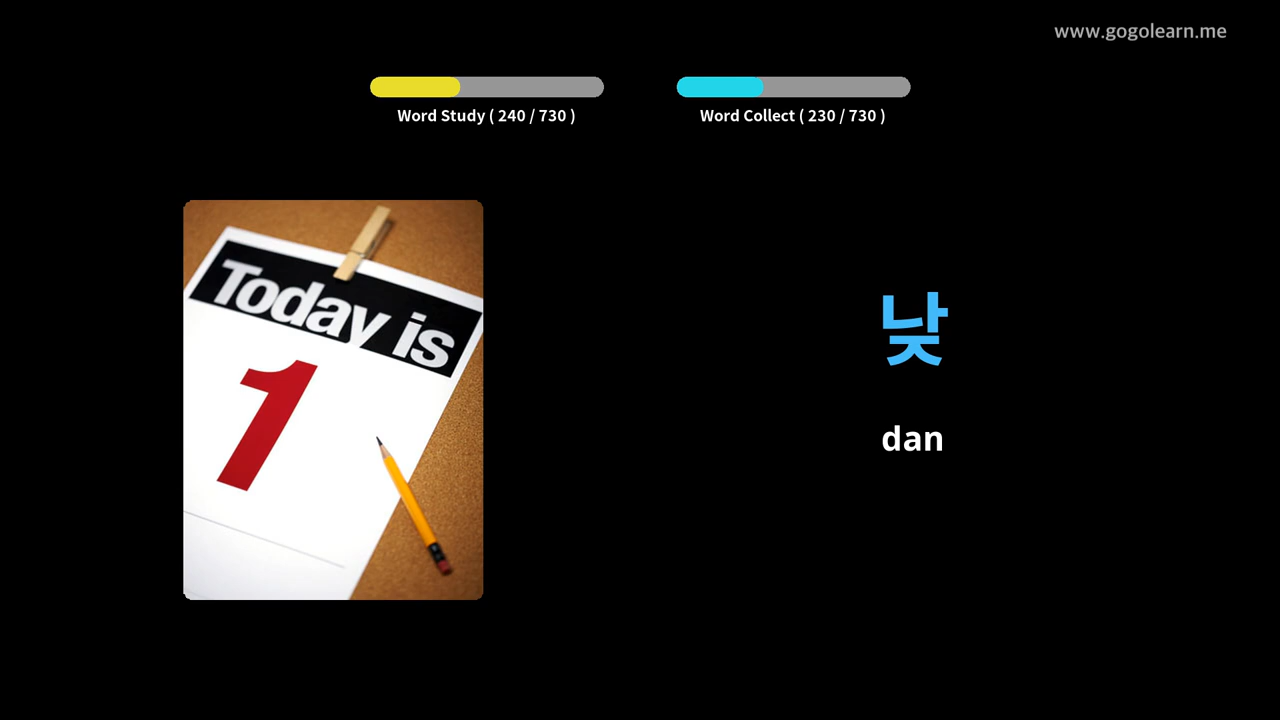 www.gogolearn.me
Word Study ( 240 / 730 )
Word Collect ( 230 / 730 )
Today is
1
낮
dan